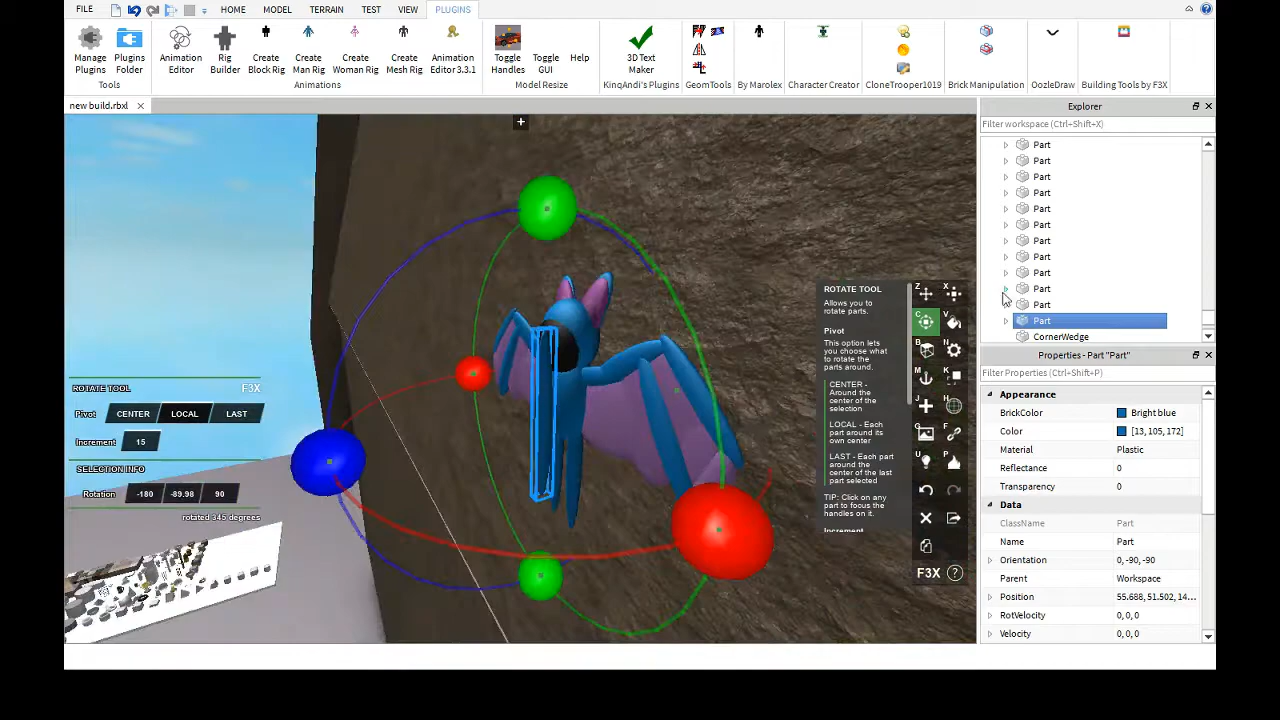 FILE HOME MODEL TERRAIN TEST VIEW PLUGINS
Manage Plugins
Plugins Folder
Tools
Animation Editor
Rig Builder
Create Block Rig
Create Man Rig
Create Woman Rig
Create Mesh Rig
Animation Editor 3.3.1
Animations
Toggle Handles
Toggle GUI
Help
Model Resize
3D Text Maker
KinqAndi's Plugins
GeomTools
By Marolex
Character Creator
CloneTrooper1019
Brick Manipulation
OozleDraw
Building Tools by F3X
new build.rbxl
Explorer
Filter workspace (Ctrl+Shift+X)
Part
Part
Part
Part
Part
Part
Part
Part
Part
Part
Part
Part
CornerWedge
Properties - Part "Part"
Filter Properties (Ctrl+Shift+P)
Appearance
BrickColor Bright blue
Color [13, 105, 172]
Material Plastic
Reflectance 0
Transparency 0
Data
ClassName Part
Name Part
Orientation 0, -90, -90
Parent Workspace
Position 55.688, 51.502, 14...
RotVelocity 0, 0, 0
Velocity 0, 0, 0
ROTATE TOOL F3X
Pivot CENTER LOCAL LAST
Increment 15
SELECTION INFO
Rotation -180 -89.98 90
rotated 345 degrees
ROTATE TOOL
Allows you to
rotate parts.
Pivot
This option lets
you choose what
to rotate the
parts around.
CENTER -
Around the
center of the
selection
LOCAL - Each
part around its
own center
LAST - Each part
around the
center of the last
part selected
TIP: Click on any
part to focus the
handles on it.
Increment
Z X
C V
B N
M K
J H
G F
U P
F3X ?